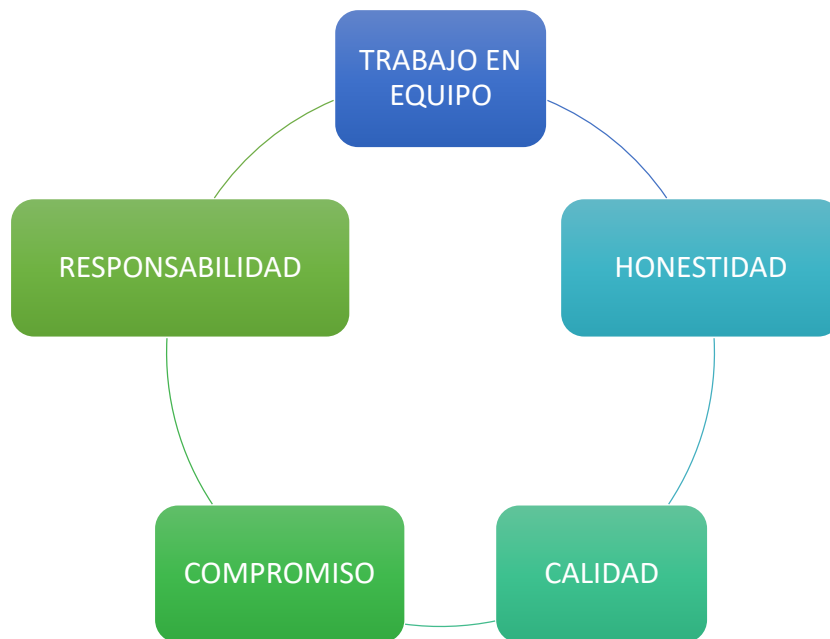 TRABAJO EN
EQUIPO
RESPONSABILIDAD
HONESTIDAD
COMPROMISO
CALIDAD